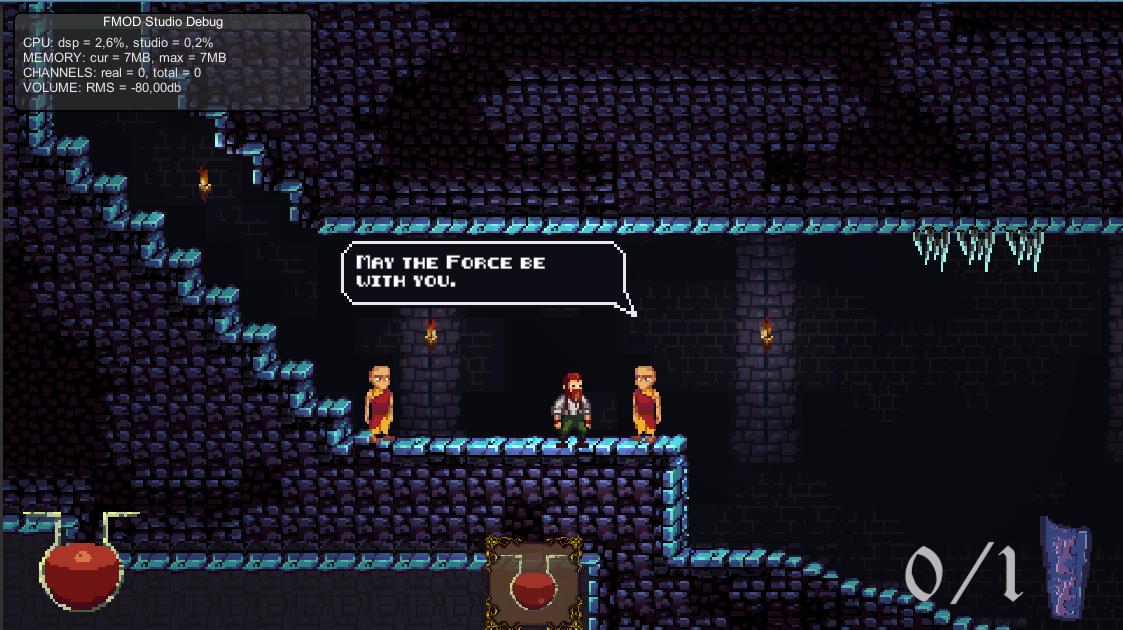 FMOD Studio Debug
CPU: dsp = 2,6%, studio = 0,2%
MEMORY: cur = 7MB, max = 7MB
CHANNELS: real = 0, total = 0
VOLUME: RMS = -80,00db
May the Force be
with you.
0/1